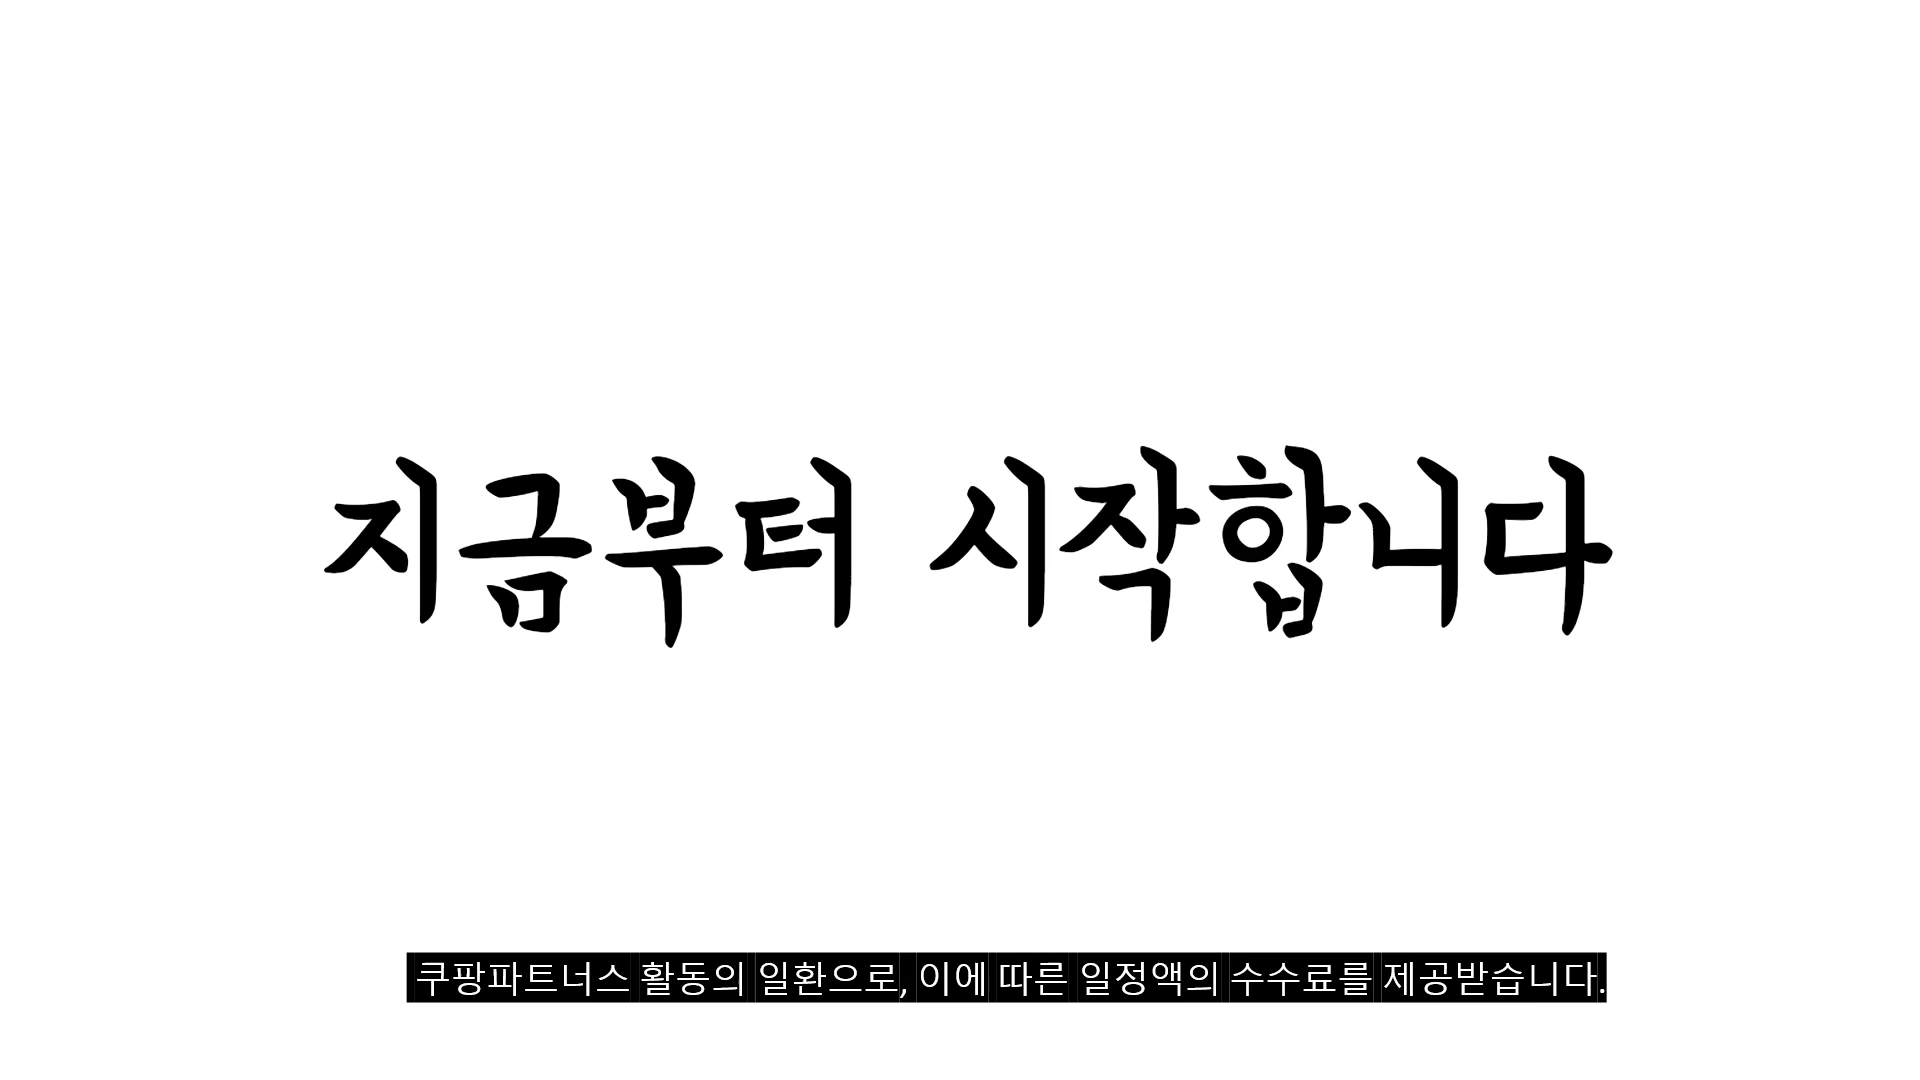 지금부터 시작합니다
쿠팡파트너스 활동의 일환으로, 이에 따른 일정액의 수수료를 제공받습니다.